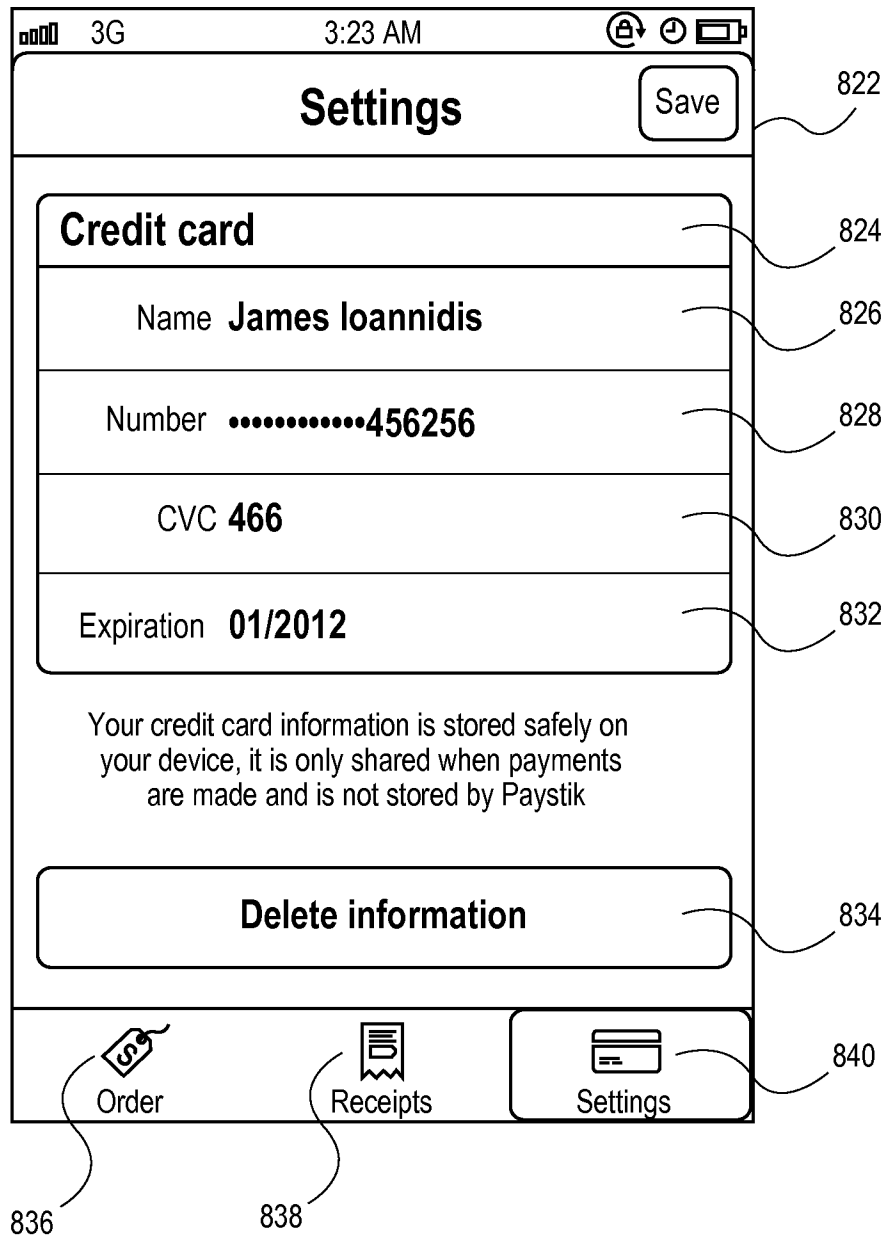 3G 3:23 AM
Settings Save
822
Credit card
824
Name James Ioannidis
826
Number ••••••••••••456256
828
CVC 466
830
Expiration 01/2012
832
Your credit card information is stored safely on
your device, it is only shared when payments
are made and is not stored by Paystik
Delete information
834
Order Receipts Settings
840
836
838